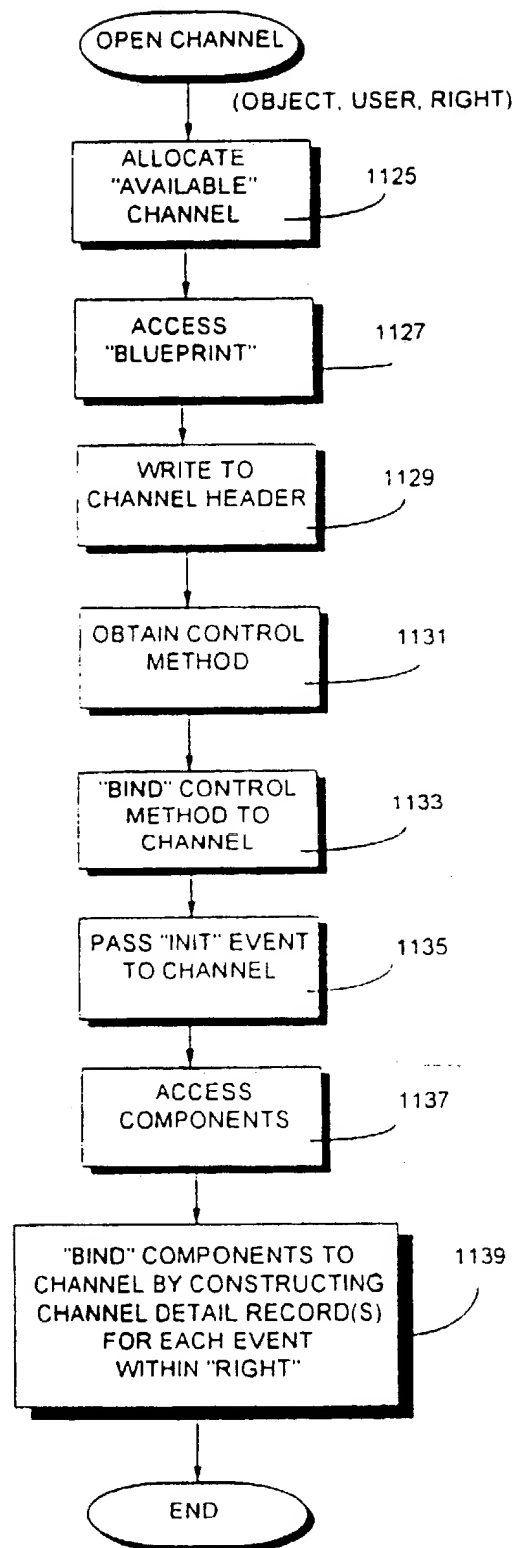 OPEN CHANNEL
(OBJECT, USER, RIGHT)
ALLOCATE
"AVAILABLE"
CHANNEL
1125
ACCESS
"BLUEPRINT"
1127
WRITE TO
CHANNEL HEADER
1129
OBTAIN CONTROL
METHOD
1131
"BIND" CONTROL
METHOD TO
CHANNEL
1133
PASS "INIT" EVENT
TO CHANNEL
1135
ACCESS
COMPONENTS
1137
"BIND" COMPONENTS TO
CHANNEL BY CONSTRUCTING
CHANNEL DETAIL RECORD(S)
FOR EACH EVENT
WITHIN "RIGHT"
1139
END